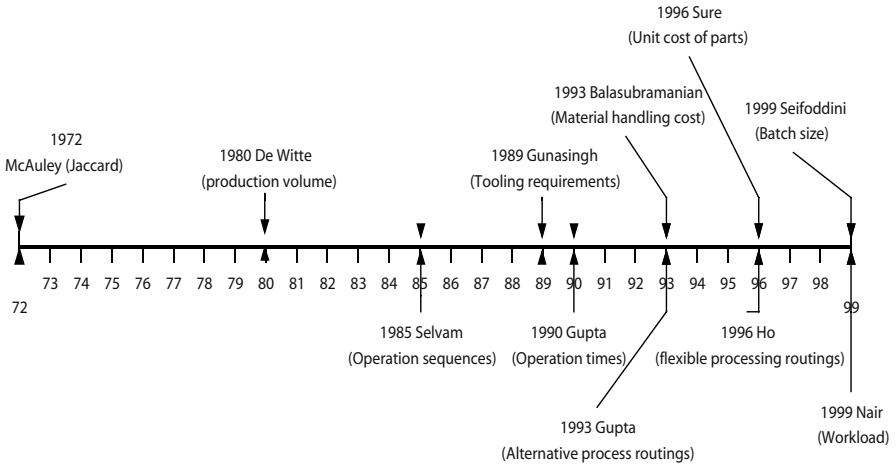 1996 Sure
(Unit cost of parts)
1993 Balasubramanian
(Material handling cost)
1999 Seifoddini
(Batch size)
1972
McAuley (Jaccard)
1980 De Witte
(production volume)
1989 Gunasingh
(Tooling requirements)
73 74 75 76 77 78 79 80 81 82 83 84 85 86 87 88 89 90 91 92 93 94 95 96 97 98
72
99
1985 Selvam
(Operation sequences)
1990 Gupta
(Operation times)
1996 Ho
(flexible processing routings)
1993 Gupta
(Alternative process routings)
1999 Nair
(Workload)